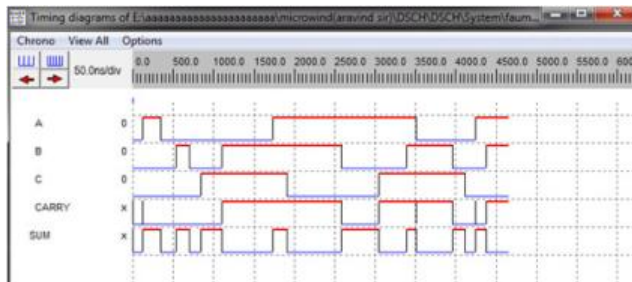 Timing diagrams of E:\aaaaaaaaaaaaaaaaaaaaaaa\microwind(aravind sir)\DSCH\DSCH\System\faum...
Chrono View All Options
50.0ns/div
0.0 500.0 1000.0 1500.0 2000.0 2500.0 3000.0 3500.0 4000.0 4500.0 5000.0 5500.0 6000
A 0
B 0
C 0
CARRY x
SUM x